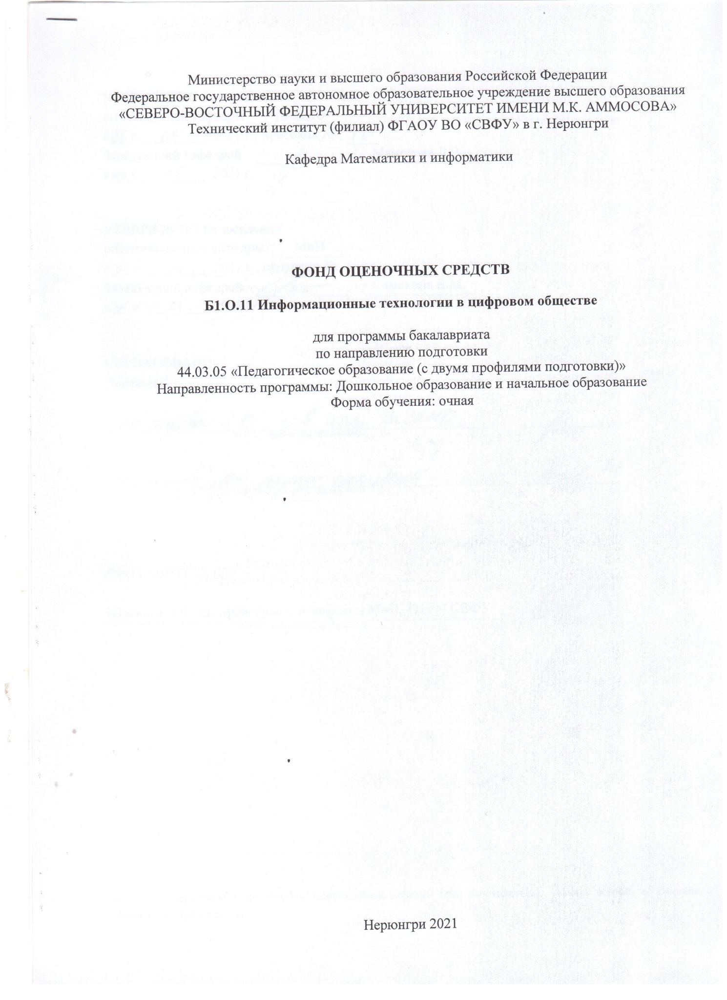 Министерство науки и высшего образования Российской Федерации
Федеральное государственное автономное образовательное учреждение высшего образования
«СЕВЕРО-ВОСТОЧНЫЙ ФЕДЕРАЛЬНЫЙ УНИВЕРСИТЕТ ИМЕНИ М.К. АММОСОВА»
Технический институт (филиал) ФГАОУ ВО «СВФУ» в г. Нерюнгри
Кафедра Математики и информатики
ФОНД ОЦЕНОЧНЫХ СРЕДСТВ
Б1.О.11 Информационные технологии в цифровом обществе
для программы бакалавриата
по направлению подготовки
44.03.05 «Педагогическое образование (с двумя профилями подготовки)»
Направленность программы: Дошкольное образование и начальное образование
Форма обучения: очная
Нерюнгри 2021